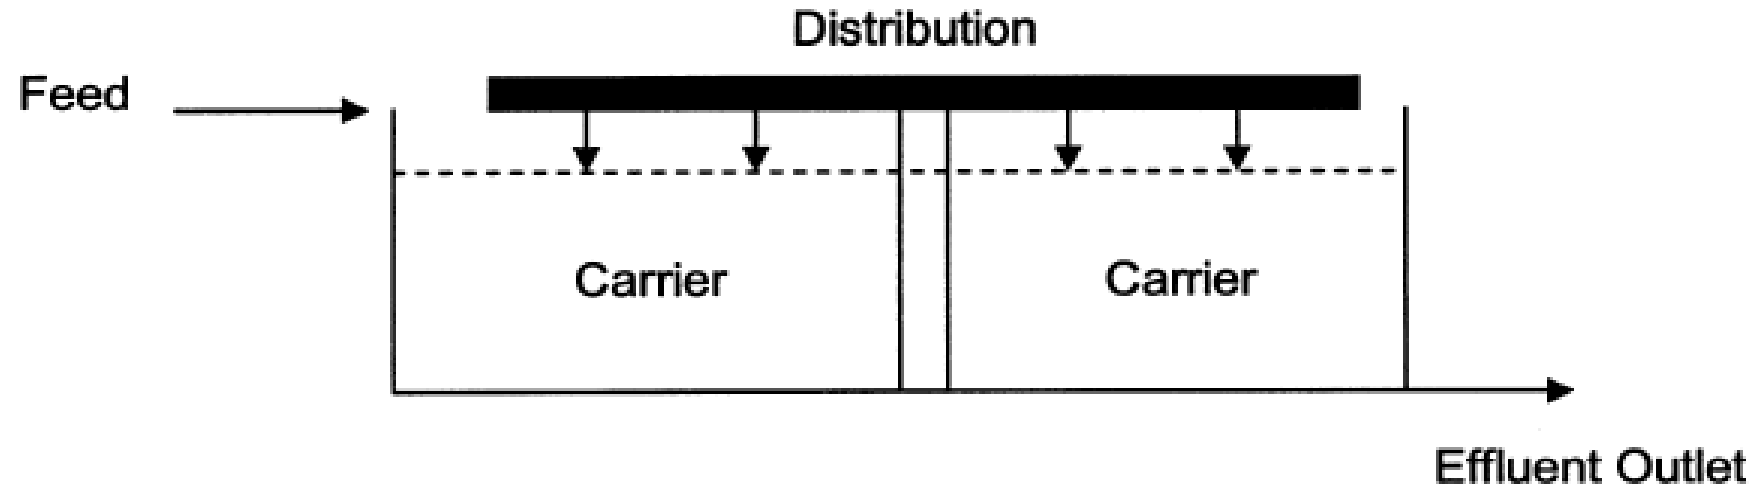 Distribution
Feed
Carrier
Carrier
Effluent Outlet